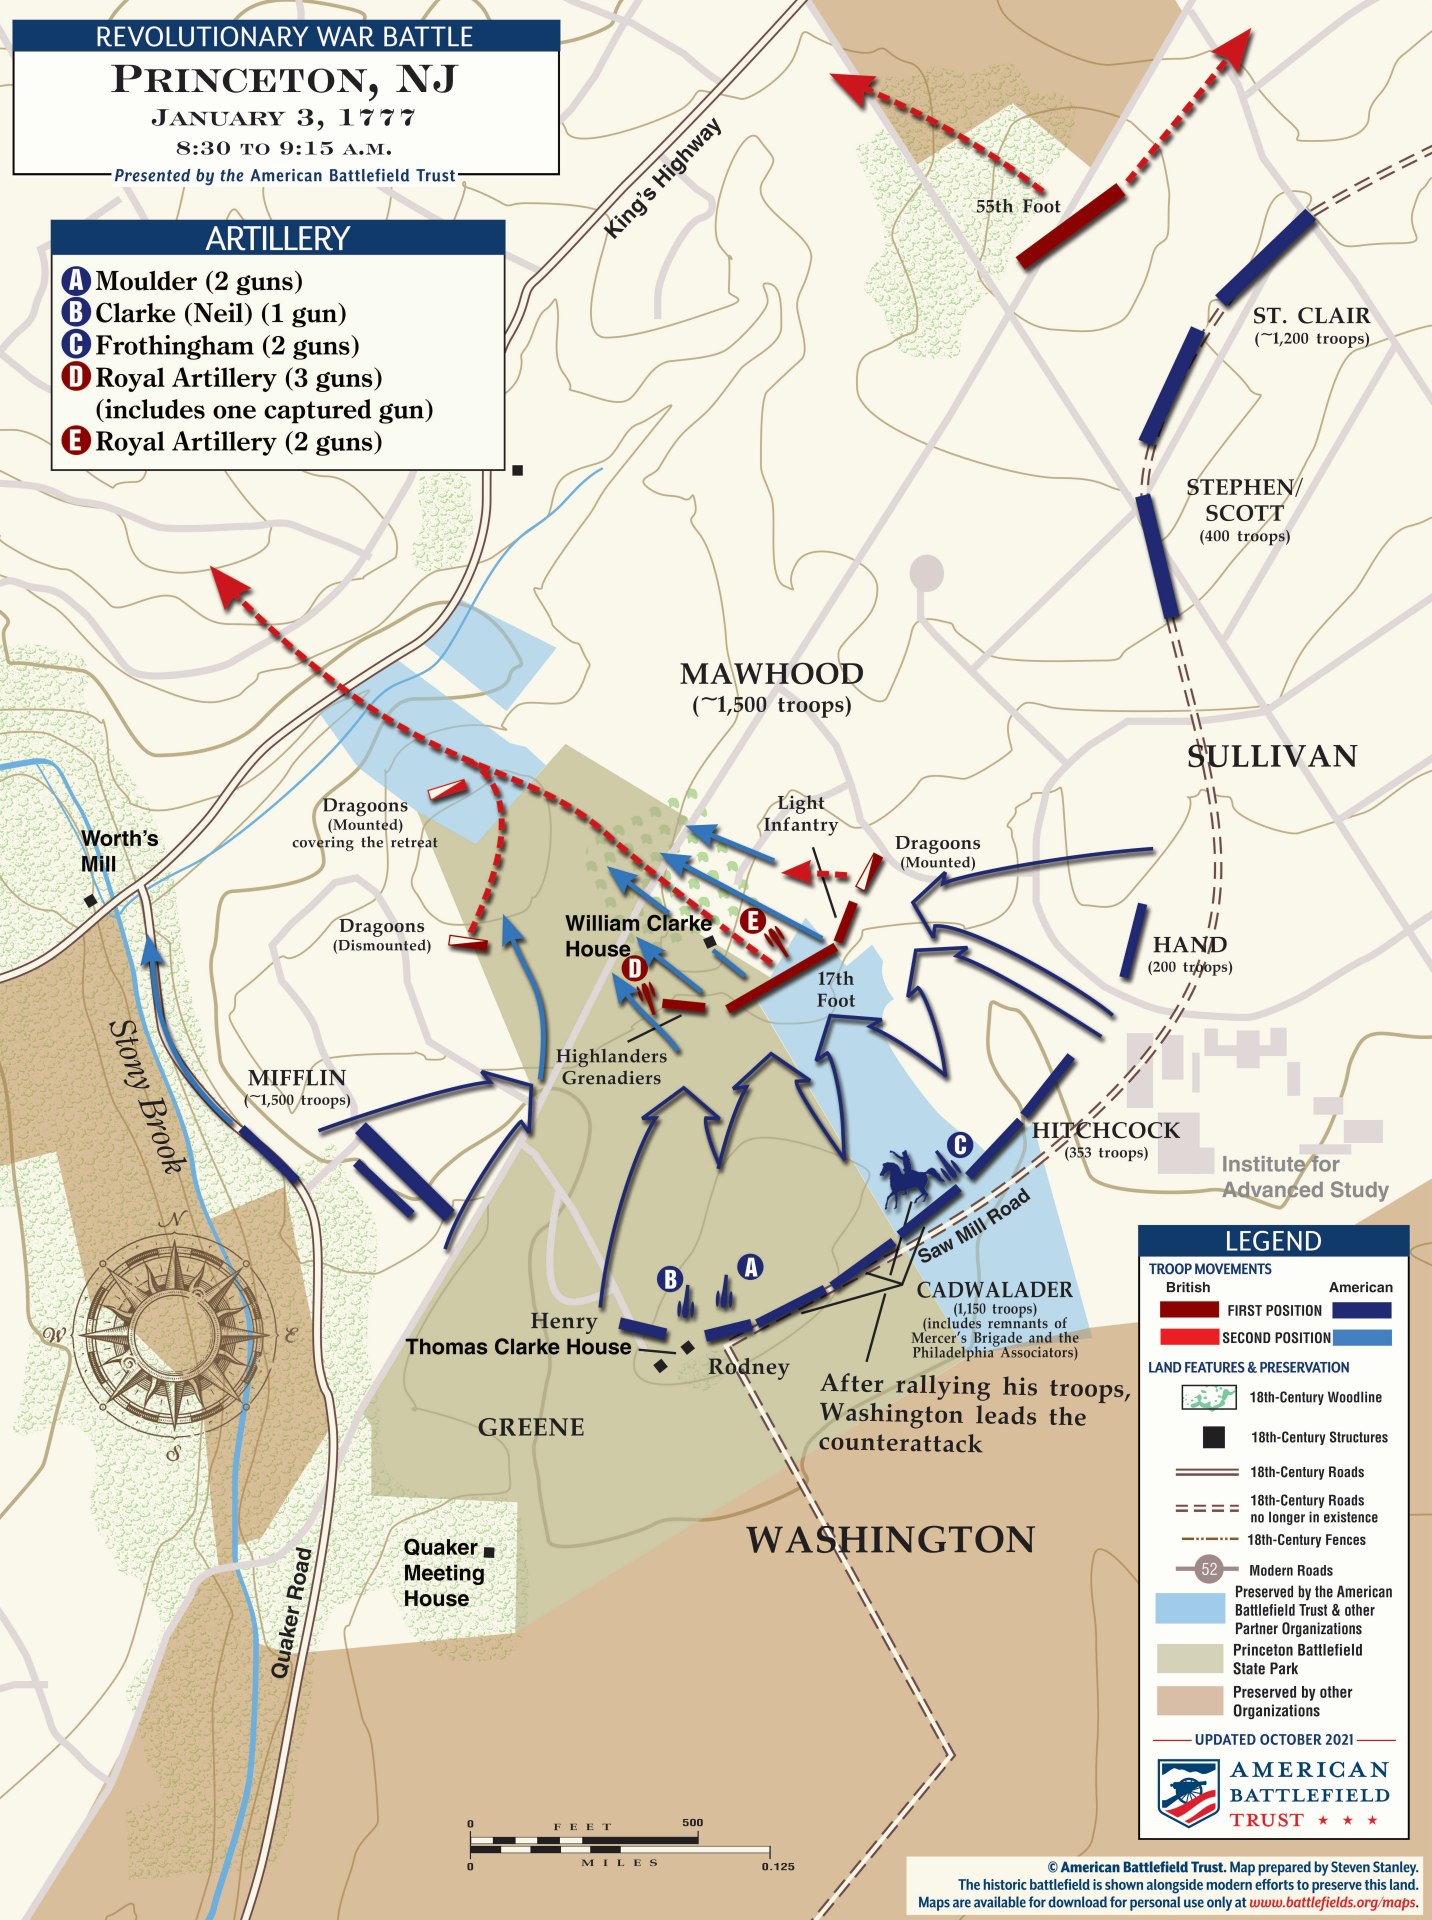 REVOLUTIONARY WAR BATTLE
PRINCETON, NJ
JANUARY 3, 1777
8:30 TO 9:15 A.M.
Presented by the American Battlefield Trust
ARTILLERY
A Moulder (2 guns)
B Clarke (Neil) (1 gun)
C Frothingham (2 guns)
D Royal Artillery (3 guns)
(includes one captured gun)
E Royal Artillery (2 guns)
King's Highway
55th Foot
ST. CLAIR
(~1,200 troops)
STEPHEN/
SCOTT
(400 troops)
MAWHOOD
(~1,500 troops)
SULLIVAN
Dragoons
(Mounted)
covering the retreat
Light
Infantry
Dragoons
(Mounted)
Worth's
Mill
Dragoons
(Dismounted)
William Clarke
House
E
D
17th
Foot
HAND
(200 troops)
Highlanders
Grenadiers
Stony Brook
MIFFLIN
(~1,500 troops)
HITCHCOCK
(353 troops)
C
Institute for
Advanced Study
Saw Mill Road
N
W
E
S
B
A
CADWALADER
(1,150 troops)
(includes remnants of
Mercer's Brigade and the
Philadelphia Associators)
Henry
Thomas Clarke House
Rodney
After rallying his troops,
Washington leads the
counterattack
GREENE
WASHINGTON
Quaker
Meeting
House
Quaker Road
LEGEND
TROOP MOVEMENTS
British
American
FIRST POSITION
SECOND POSITION
LAND FEATURES & PRESERVATION
18th-Century Woodline
18th-Century Structures
18th-Century Roads
18th-Century Roads
no longer in existence
18th-Century Fences
52
Modern Roads
Preserved by the American
Battlefield Trust & other
Partner Organizations
Princeton Battlefield
State Park
Preserved by other
Organizations
UPDATED OCTOBER 2021
AMERICAN
BATTLEFIELD
TRUST
0 FEET 500
0 MILES 0.125
© American Battlefield Trust. Map prepared by Steven Stanley.
The historic battlefield is shown alongside modern efforts to preserve this land.
Maps are available for download for personal use only at www.battlefields.org/maps.